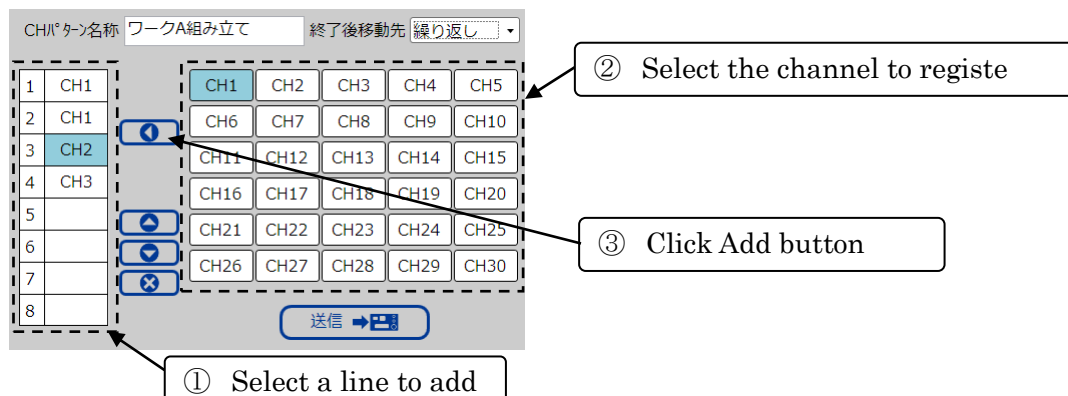 CHﾊﾟﾀｰﾝ名称 ワークA組み立て 終了後移動先 繰り返し
② Select the channel to registe
1 CH1
2 CH1
3 CH2
4 CH3
5
6
7
8
CH1 CH2 CH3 CH4 CH5
CH6 CH7 CH8 CH9 CH10
CH11 CH12 CH13 CH14 CH15
CH16 CH17 CH18 CH19 CH20
CH21 CH22 CH23 CH24 CH25
CH26 CH27 CH28 CH29 CH30
③ Click Add button
送信
① Select a line to add